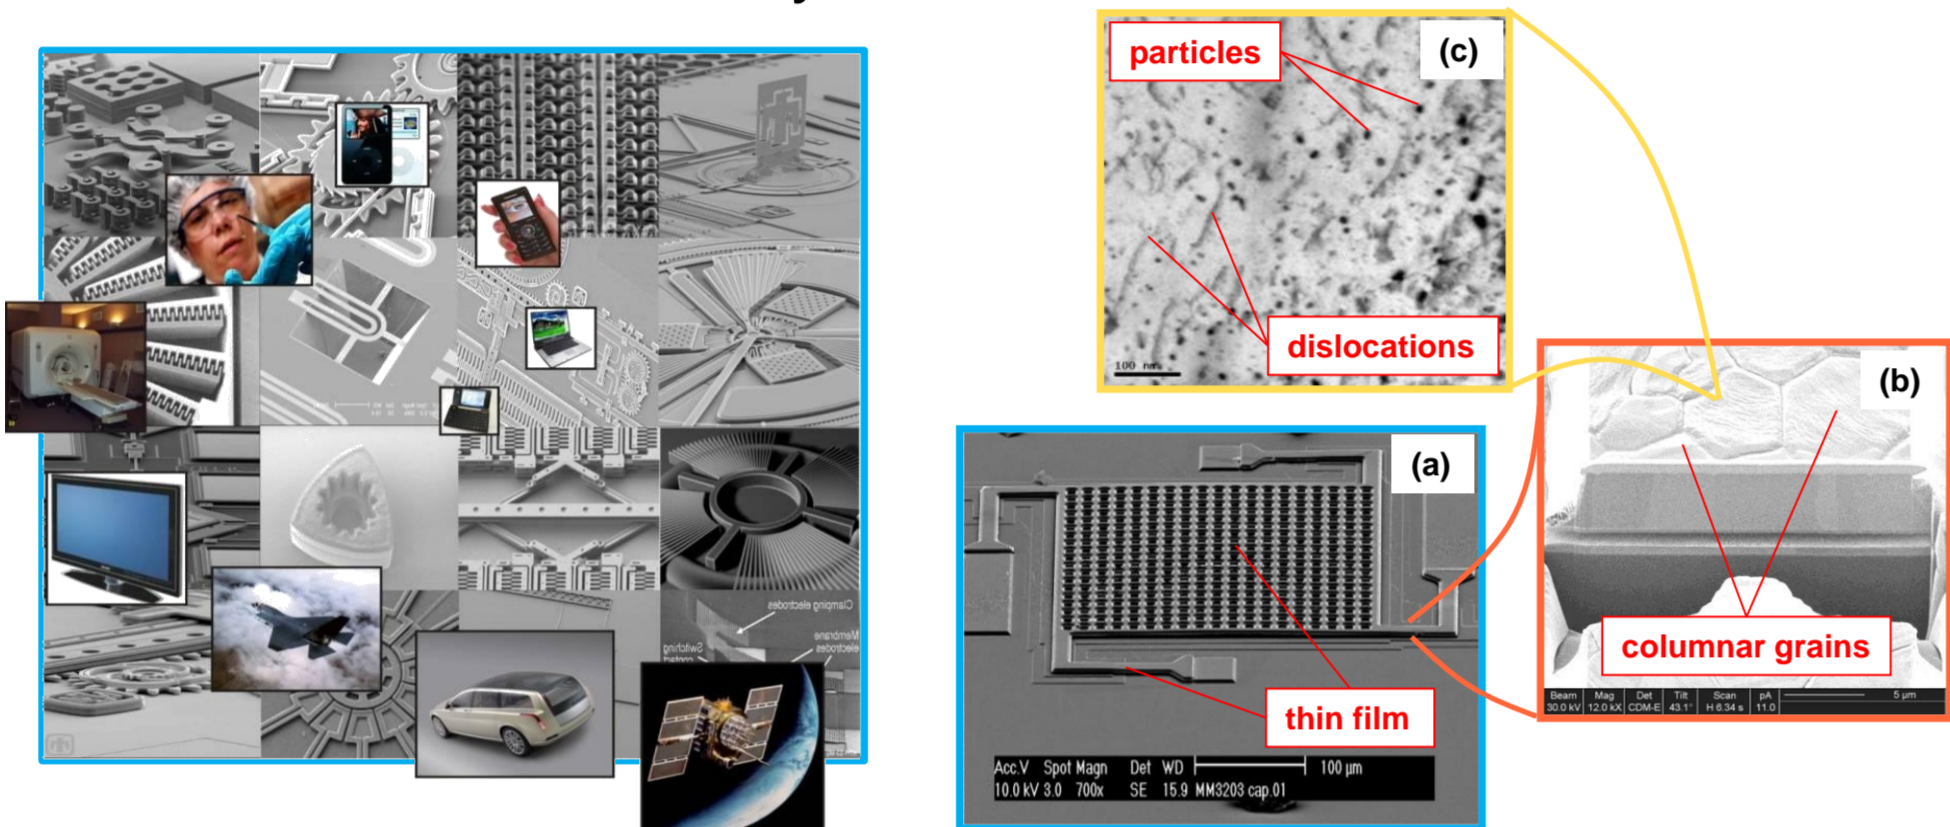 y
Clamping electrodes
Membrane
electrodes
Switching
contact
particles
(c)
dislocations
100 nm
(b)
columnar grains
Beam Mag Det Tilt Scan pA 5 µm
30.0 kV 12.0 kX CDM-E 43.1° H 6.34 s 11.0
(a)
thin film
Acc.V Spot Magn Det WD 100 µm
10.0 kV 3.0 700x SE 15.9 MM3203 cap.01